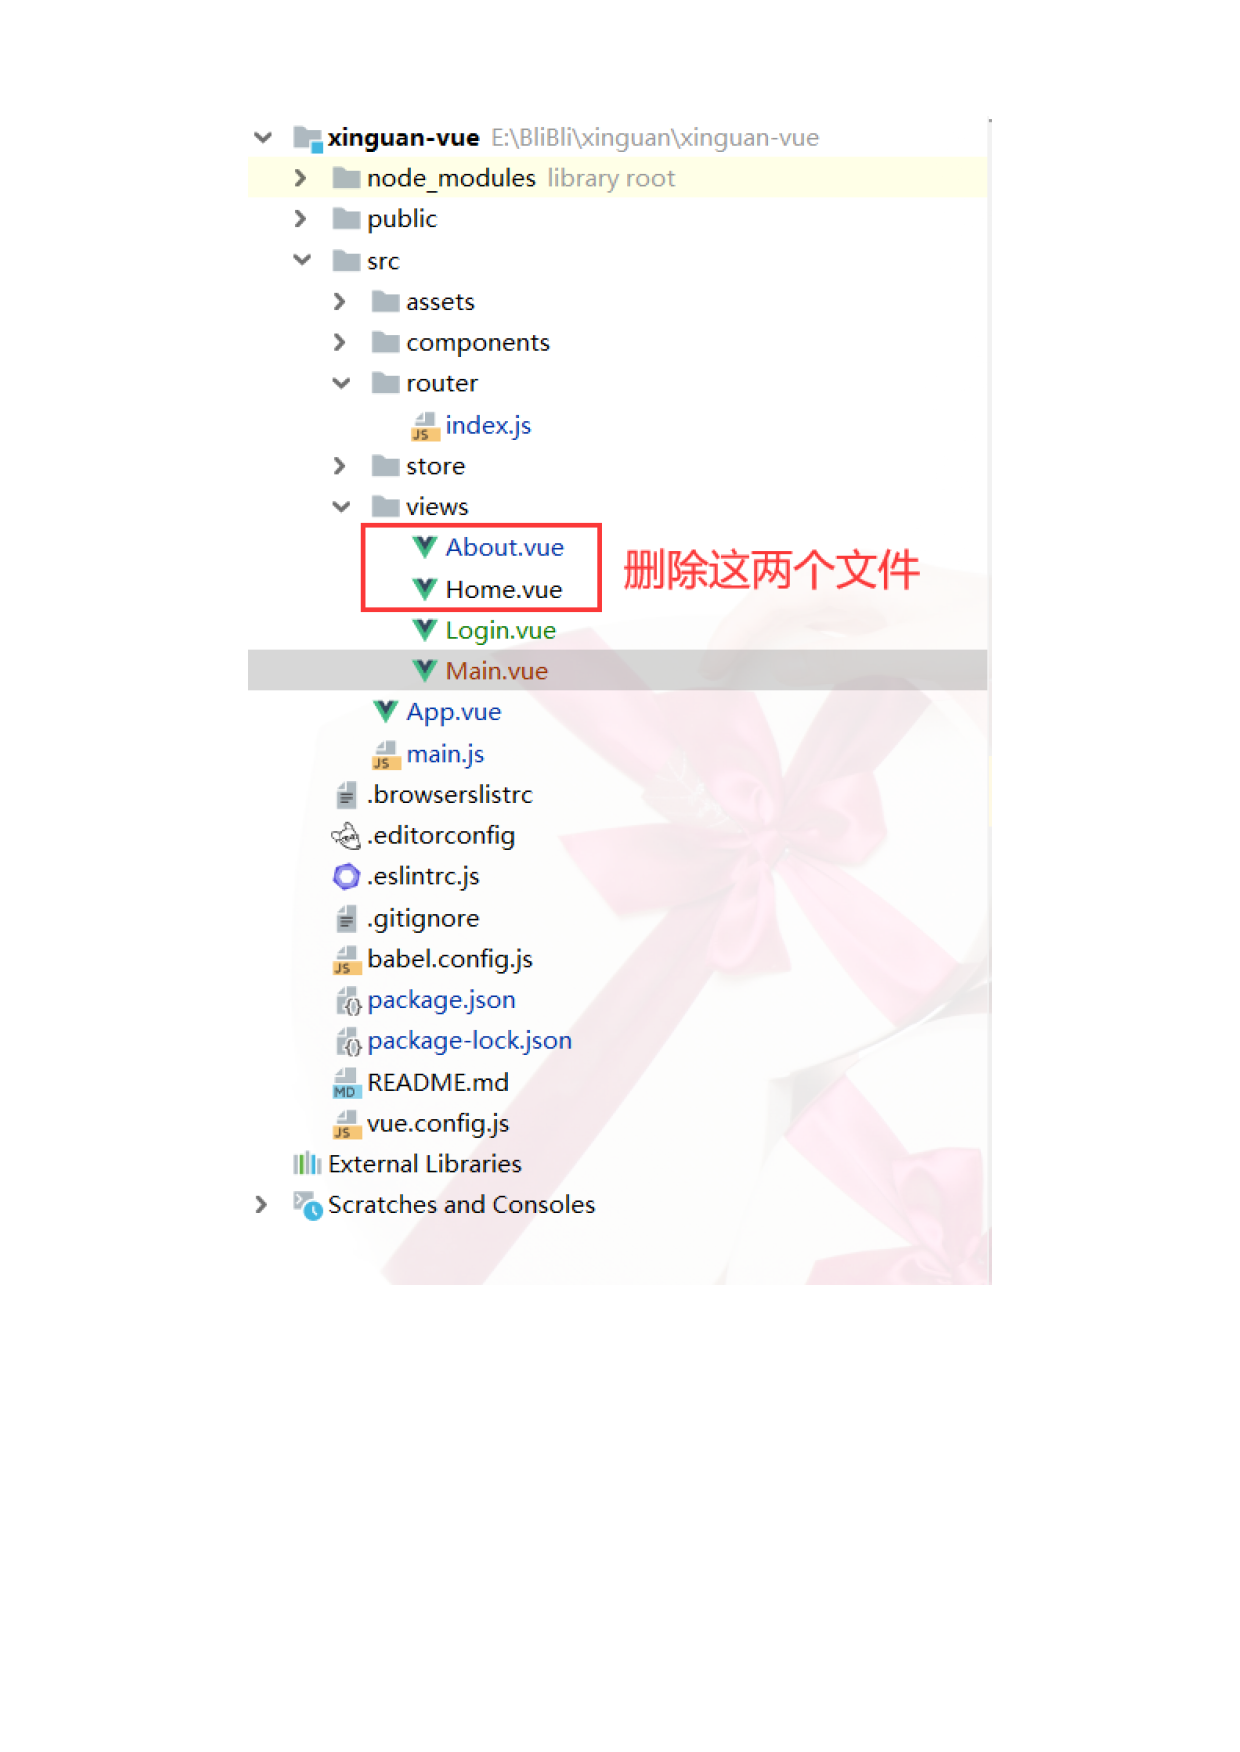 xinguan-vue E:\BliBli\xinguan\xinguan-vue
node_modules library root
public
src
assets
components
router
index.js
store
views
About.vue
Home.vue
删除这两个文件
Login.vue
Main.vue
App.vue
main.js
.browserslistrc
.editorconfig
.eslintrc.js
.gitignore
babel.config.js
package.json
package-lock.json
README.md
vue.config.js
External Libraries
Scratches and Consoles